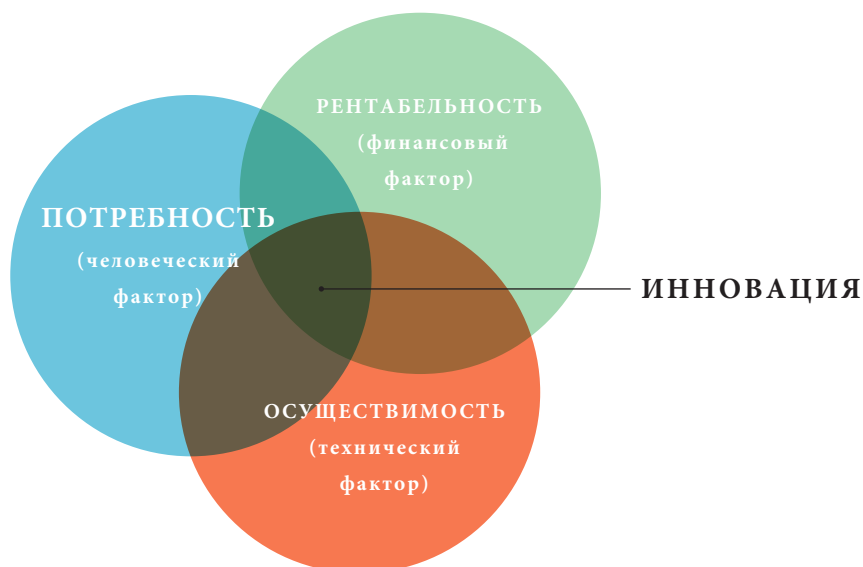 РЕНТАБЕЛЬНОСТЬ
(финансовый
фактор)
ПОТРЕБНОСТЬ
(человеческий
фактор)
ИННОВАЦИЯ
ОСУЩЕСТВИМОСТЬ
(технический
фактор)